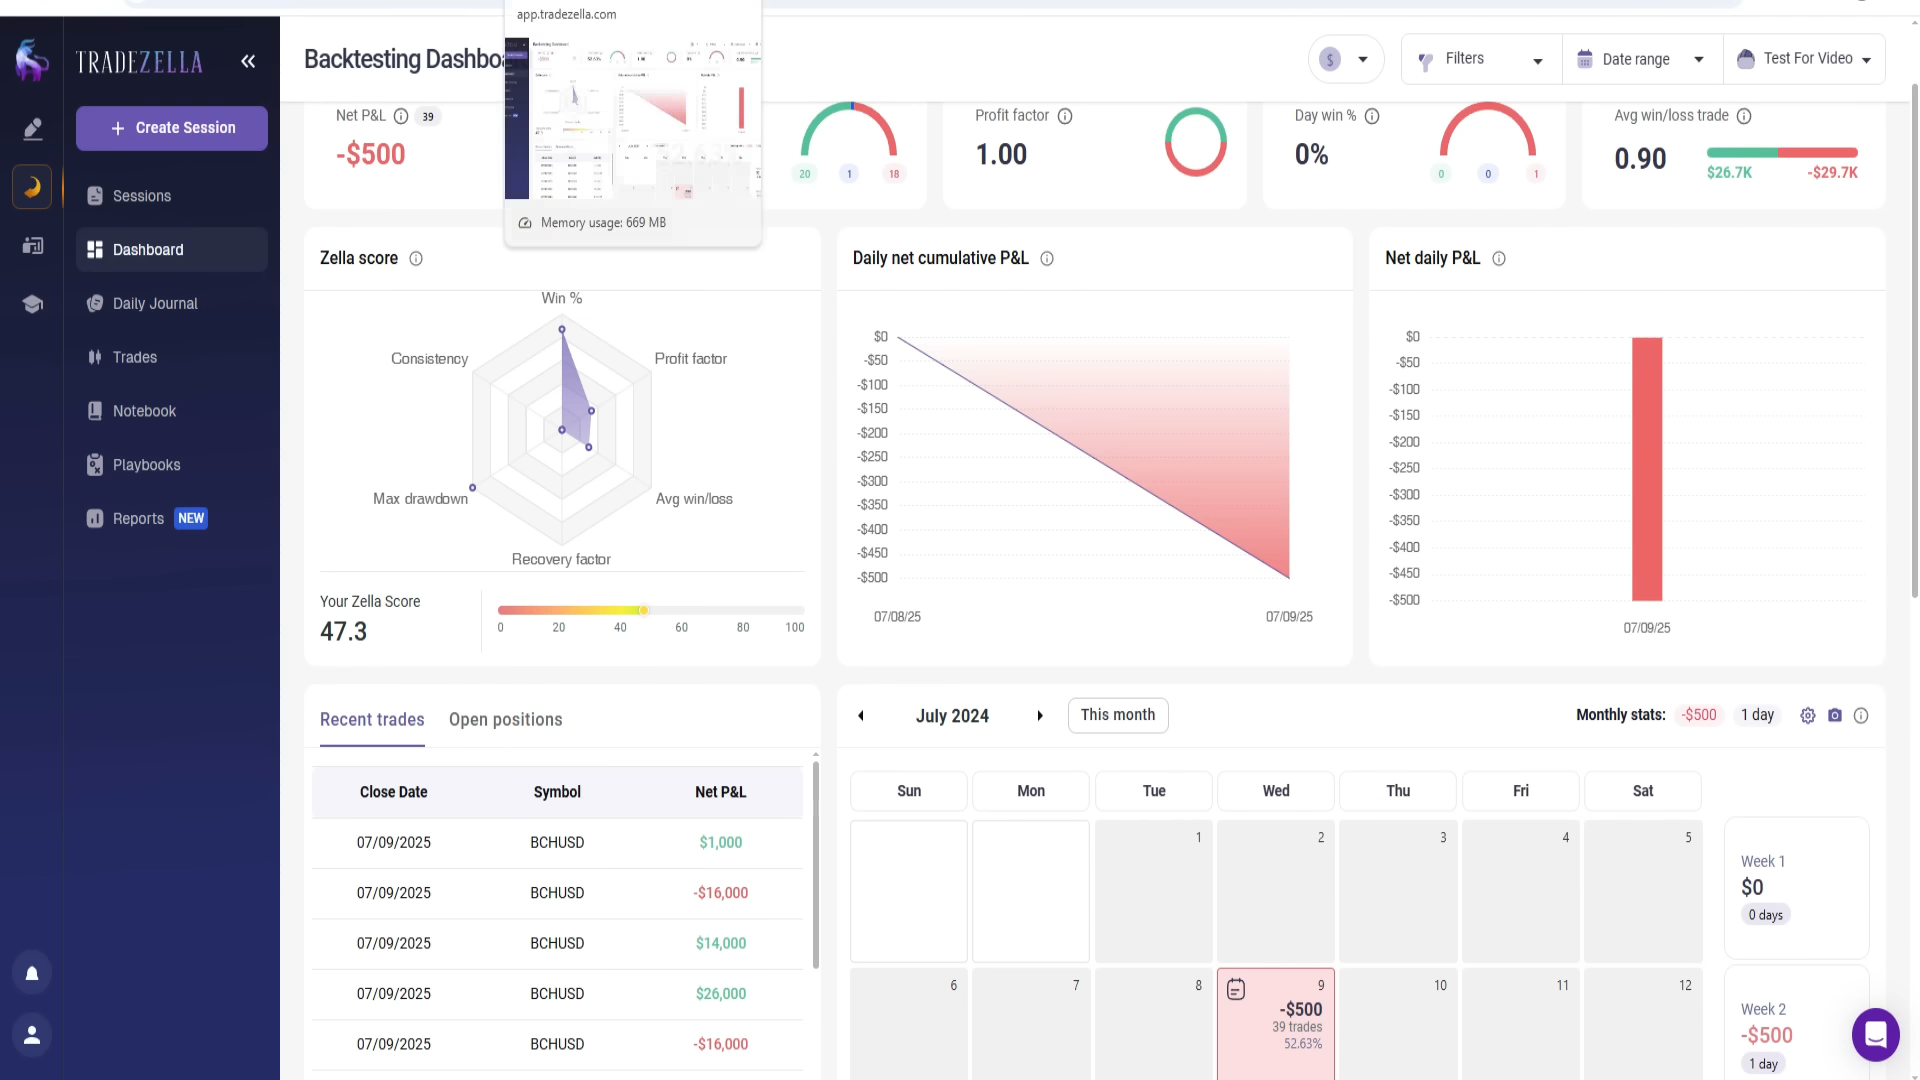 app.tradezella.com
TRADEZELLA
Backtesting Dashboa
$
Filters
Date range
Test For Video
Create Session
Sessions
Dashboard
Daily Journal
Trades
Notebook
Playbooks
Reports NEW
Net P&L 39
-$500
Memory usage: 669 MB
20 1 18
Profit factor
1.00
Day win %
0%
0 0 1
Avg win/loss trade
0.90
$26.7K -$29.7K
Zella score
Win %
Consistency Profit factor
Max drawdown Avg win/loss
Recovery factor
Your Zella Score
47.3
0 20 40 60 80 100
Daily net cumulative P&L
$0
-$50
-$100
-$150
-$200
-$250
-$300
-$350
-$400
-$450
-$500
07/08/25 07/09/25
Net daily P&L
$0
-$50
-$100
-$150
-$200
-$250
-$300
-$350
-$400
-$450
-$500
07/09/25
Recent trades Open positions
Close Date Symbol Net P&L
07/09/2025 BCHUSD $1,000
07/09/2025 BCHUSD -$16,000
07/09/2025 BCHUSD $14,000
07/09/2025 BCHUSD $26,000
07/09/2025 BCHUSD -$16,000
July 2024 This month
Monthly stats: -$500 1 day
Sun Mon Tue Wed Thu Fri Sat
1 2 3 4 5
Week 1
$0
0 days
6 7 8 9 10 11 12
-$500
39 trades
52.63%
Week 2
-$500
1 day